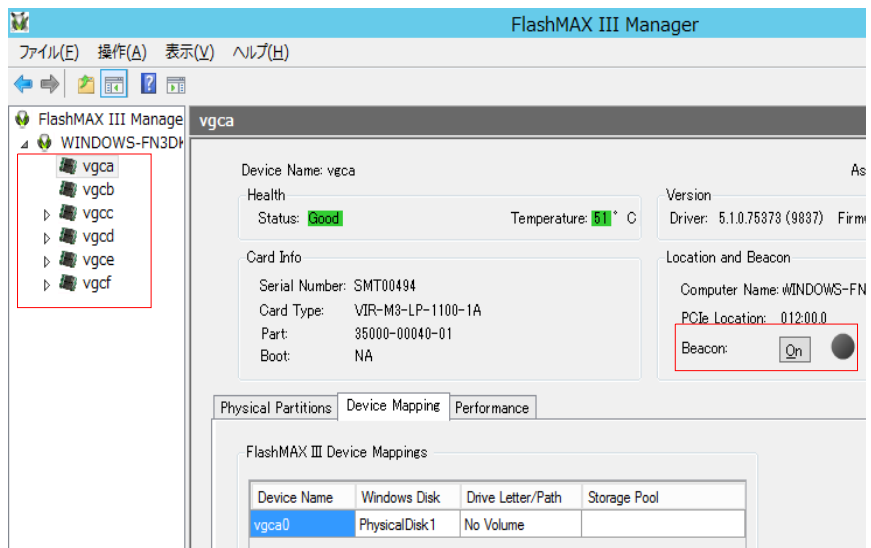 FlashMAX III Manager
ファイル(F) 操作(A) 表示(V) ヘルプ(H)
FlashMAX III Manage
WINDOWS-FN3DH
vgca
vgcb
vgcc
vgcd
vgce
vgcf
vgca
Device Name: vgca As
Health
Status: Good Temperature: 51 ° C
Version
Driver: 5.1.0.75373 (9837) Firmw
Card Info
Serial Number: SMT00494
Card Type: VIR-M3-LP-1100-1A
Part: 35000-00040-01
Boot: NA
Location and Beacon
Computer Name: WINDOWS-FN
PCIe Location: 012:00.0
Beacon: On
Physical Partitions Device Mapping Performance
FlashMAX III Device Mappings
Device Name Windows Disk Drive Letter/Path Storage Pool
vgca0 PhysicalDisk1 No Volume